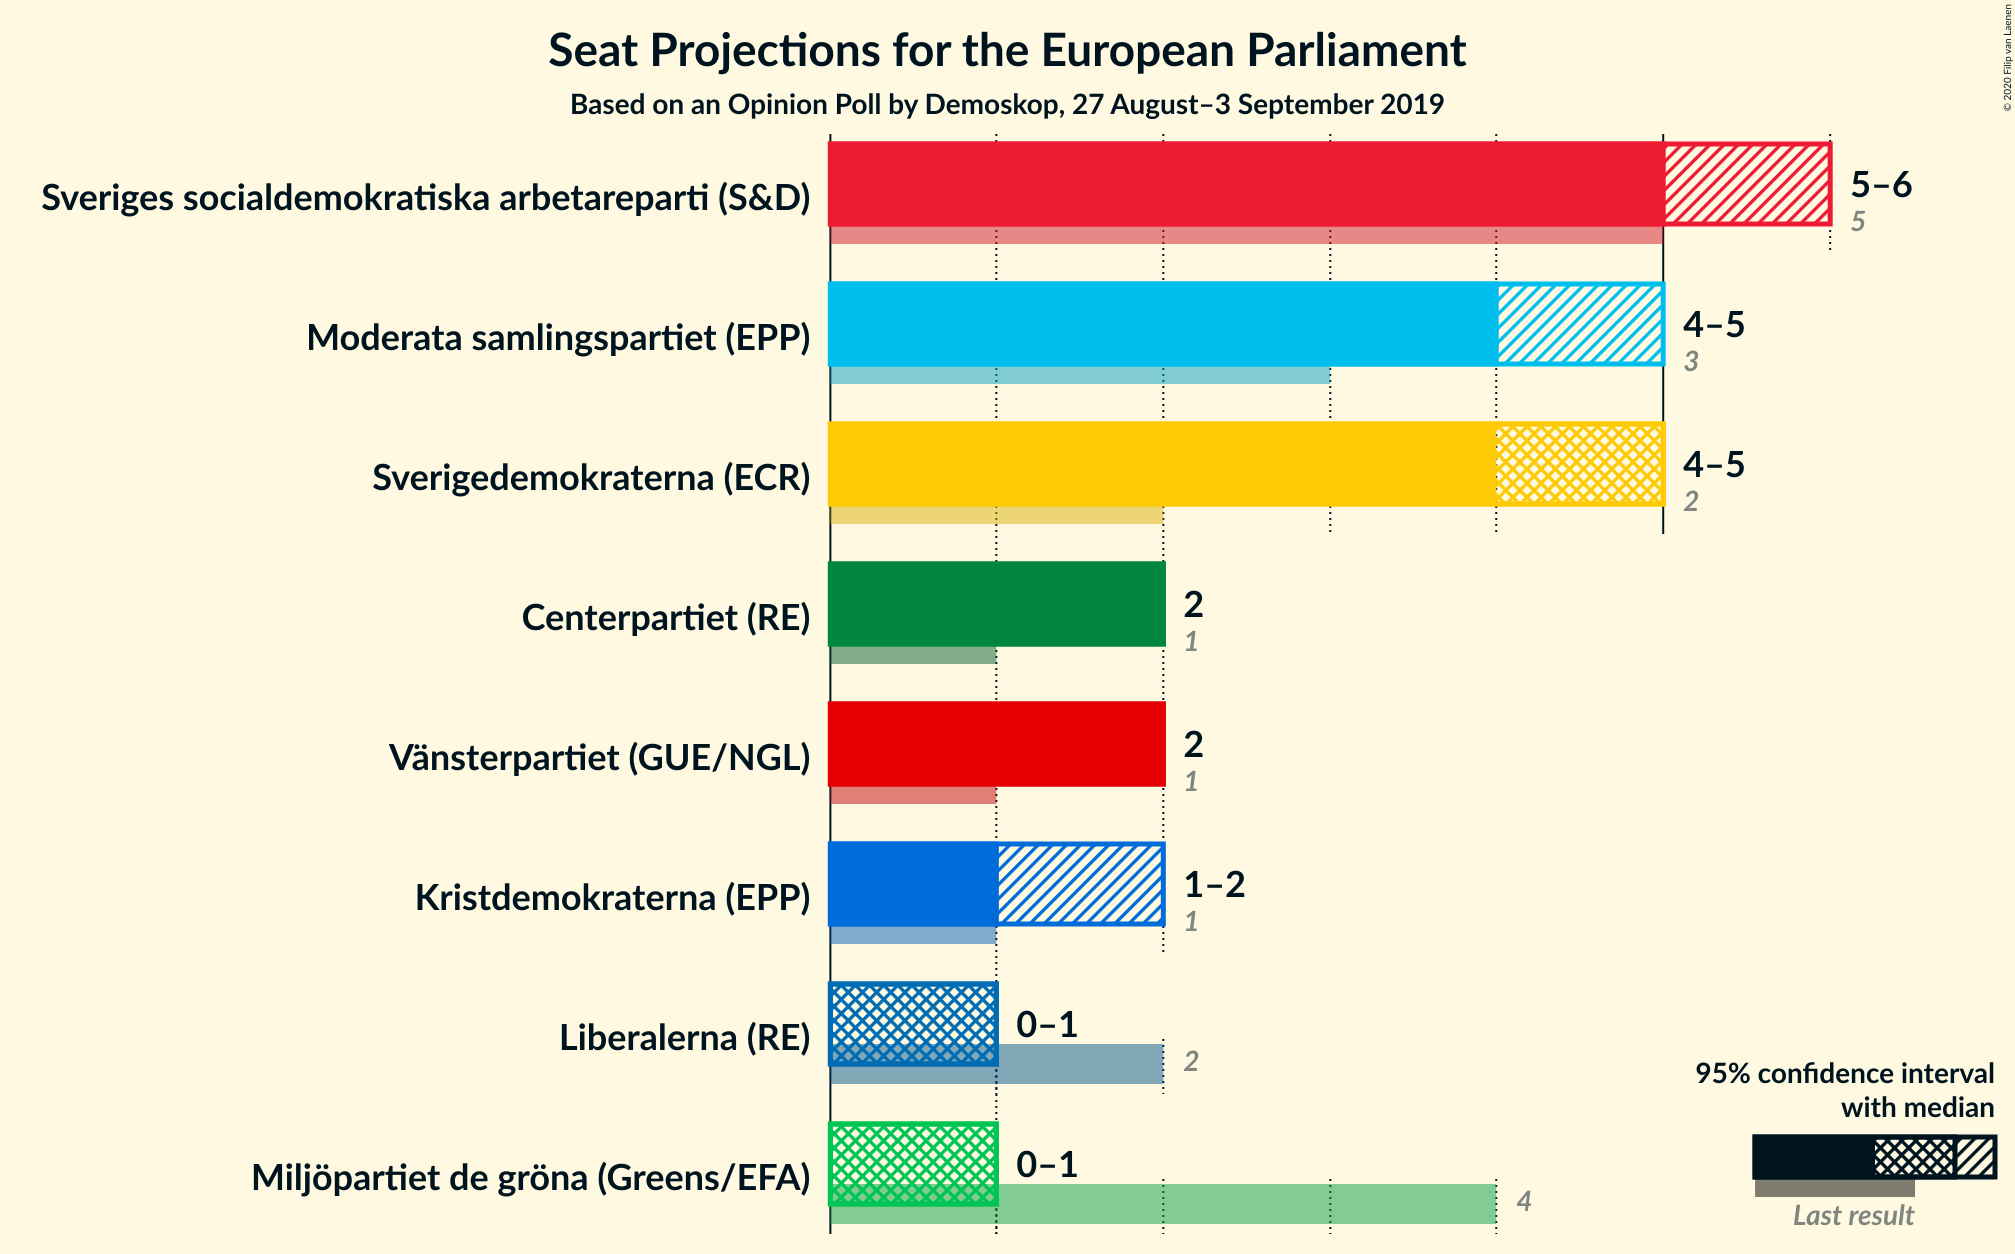 Seat Projections for the European Parliament
Based on an Opinion Poll by Demoskop, 27 August–3 September 2019
© 2020 Filip van Laenen
Sveriges socialdemokratiska arbetareparti (S&D)
5–6
5
Moderata samlingspartiet (EPP)
4–5
3
Sverigedemokraterna (ECR)
4–5
2
Centerpartiet (RE)
2
1
Vänsterpartiet (GUE/NGL)
2
1
Kristdemokraterna (EPP)
1–2
1
Liberalerna (RE)
0–1
2
Miljöpartiet de gröna (Greens/EFA)
0–1
4
95% confidence interval
with median
Last result